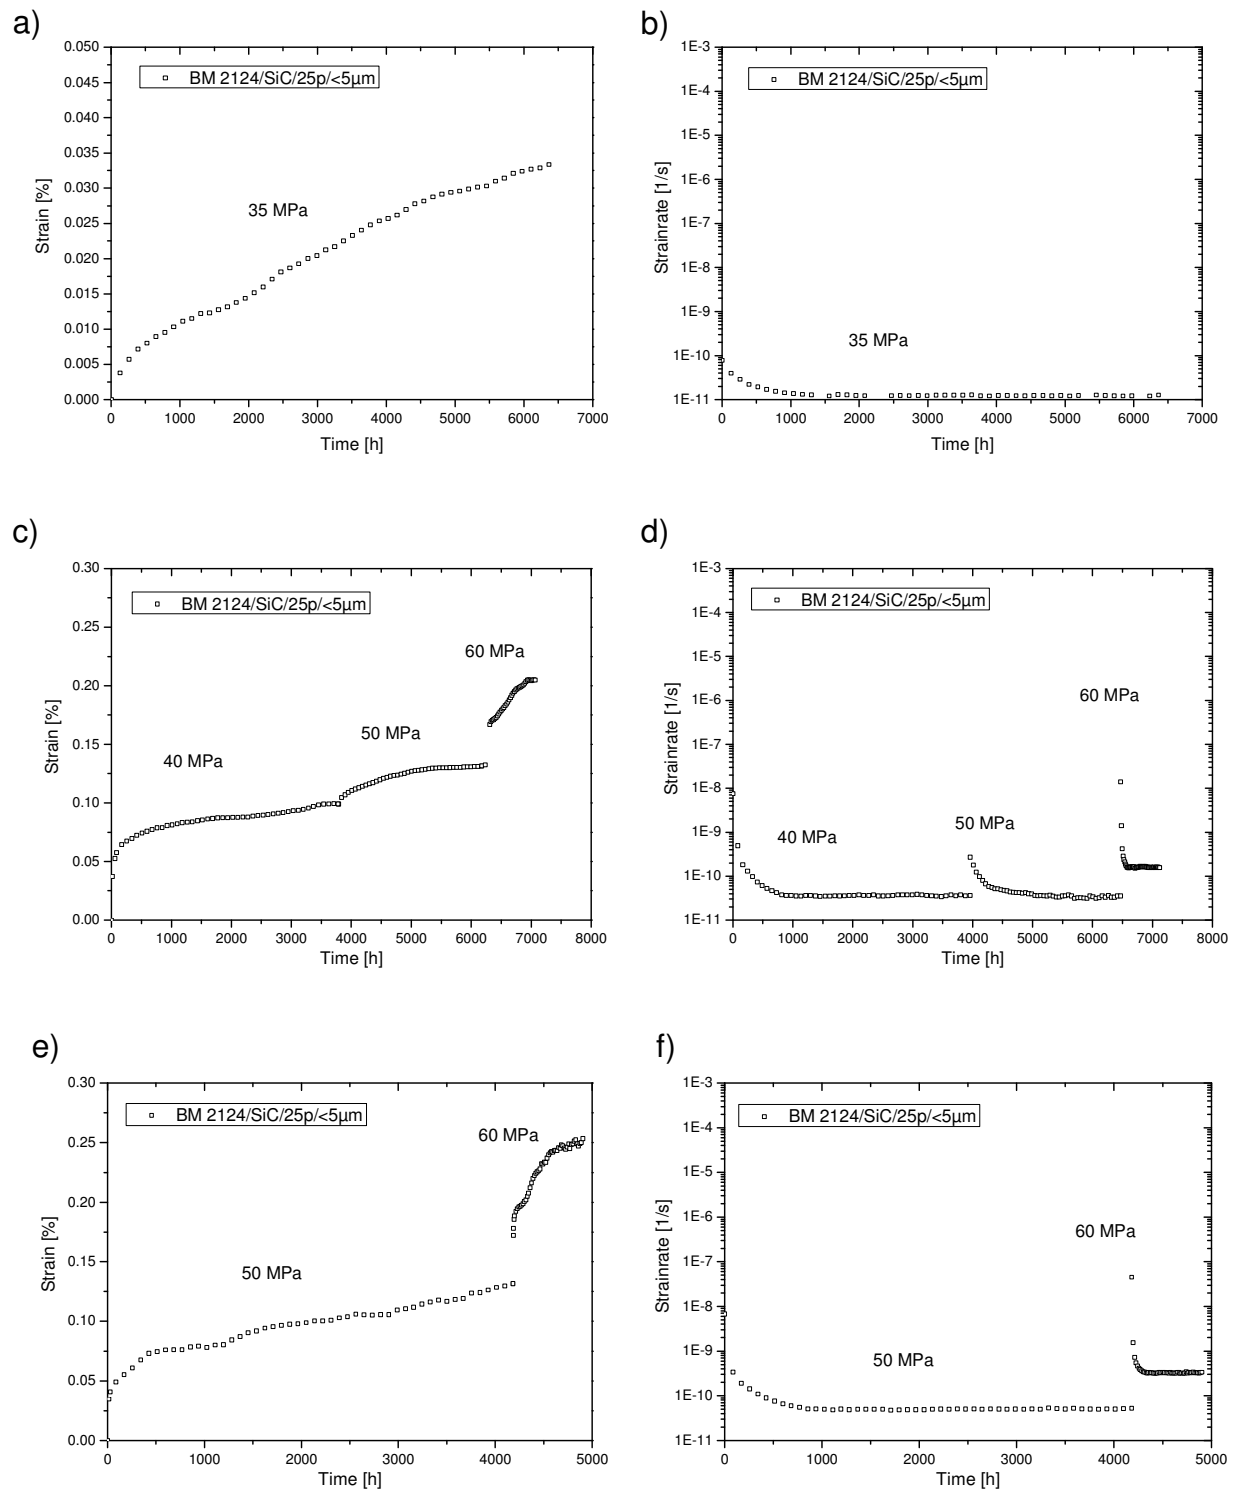 a)
0.050
0.045
0.040
0.035
0.030
0.025
0.020
0.015
0.010
0.005
0.000
Strain [%]
BM 2124/SiC/25p/<5µm
35 MPa
0 1000 2000 3000 4000 5000 6000 7000
Time [h]
b)
1E-3
1E-4
1E-5
1E-6
1E-7
1E-8
1E-9
1E-10
1E-11
Strainrate [1/s]
BM 2124/SiC/25p/<5µm
35 MPa
0 1000 2000 3000 4000 5000 6000 7000
Time [h]
c)
0.30
0.25
0.20
0.15
0.10
0.05
0.00
Strain [%]
BM 2124/SiC/25p/<5µm
60 MPa
50 MPa
40 MPa
0 1000 2000 3000 4000 5000 6000 7000 8000
Time [h]
d)
1E-3
1E-4
1E-5
1E-6
1E-7
1E-8
1E-9
1E-10
1E-11
Strainrate [1/s]
BM 2124/SiC/25p/<5µm
60 MPa
50 MPa
40 MPa
0 1000 2000 3000 4000 5000 6000 7000 8000
Time [h]
e)
0.30
0.25
0.20
0.15
0.10
0.05
0.00
Strain [%]
BM 2124/SiC/25p/<5µm
60 MPa
50 MPa
0 1000 2000 3000 4000 5000
Time [h]
f)
1E-3
1E-4
1E-5
1E-6
1E-7
1E-8
1E-9
1E-10
1E-11
Strainrate [1/s]
BM 2124/SiC/25p/<5µm
60 MPa
50 MPa
0 1000 2000 3000 4000 5000
Time [h]